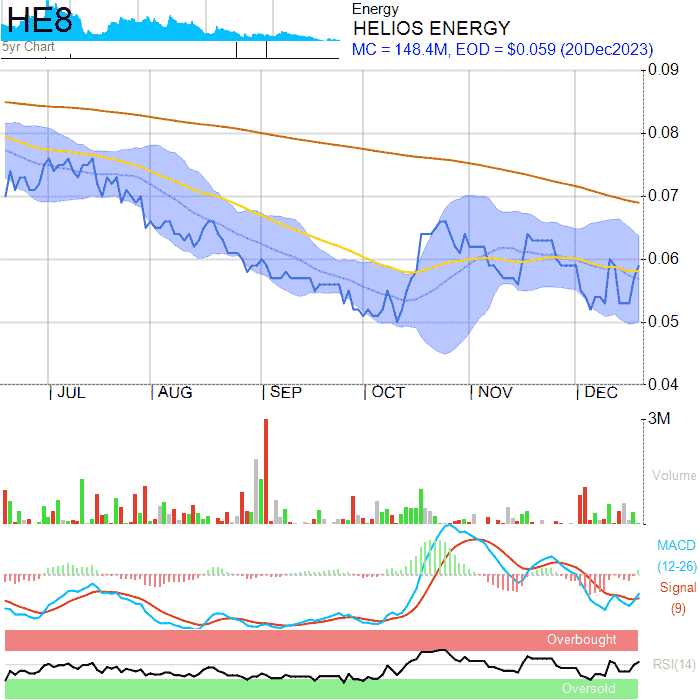 HE8
5yr Chart
Energy
HELIOS ENERGY
MC = 148.4M, EOD = $0.059 (20Dec2023)
0.09
0.08
0.07
0.06
0.05
0.04
JUL AUG SEP OCT NOV DEC
3M
Volume
MACD
(12-26)
Signal
(9)
Overbought
RSI(14)
Oversold